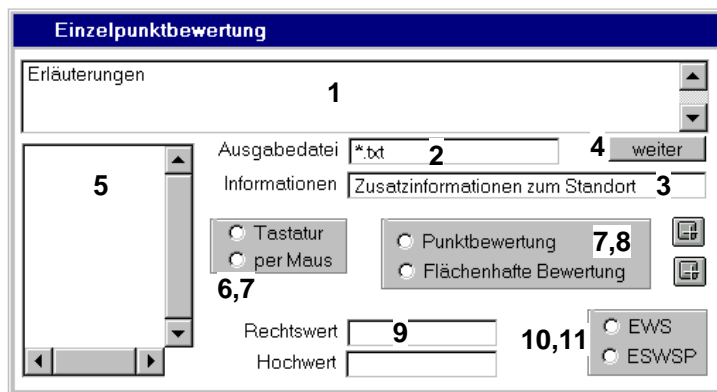 Einzelpunktbewertung
Erläuterungen
1
Ausgabedatei *.txt 2 4 weiter
5
Informationen Zusatzinformationen zum Standort 3
Tastatur
per Maus
6,7
Punktbewertung 7,8
Flächenhafte Bewertung
Rechtswert 9
Hochwert
10,11
EWS
ESWSP